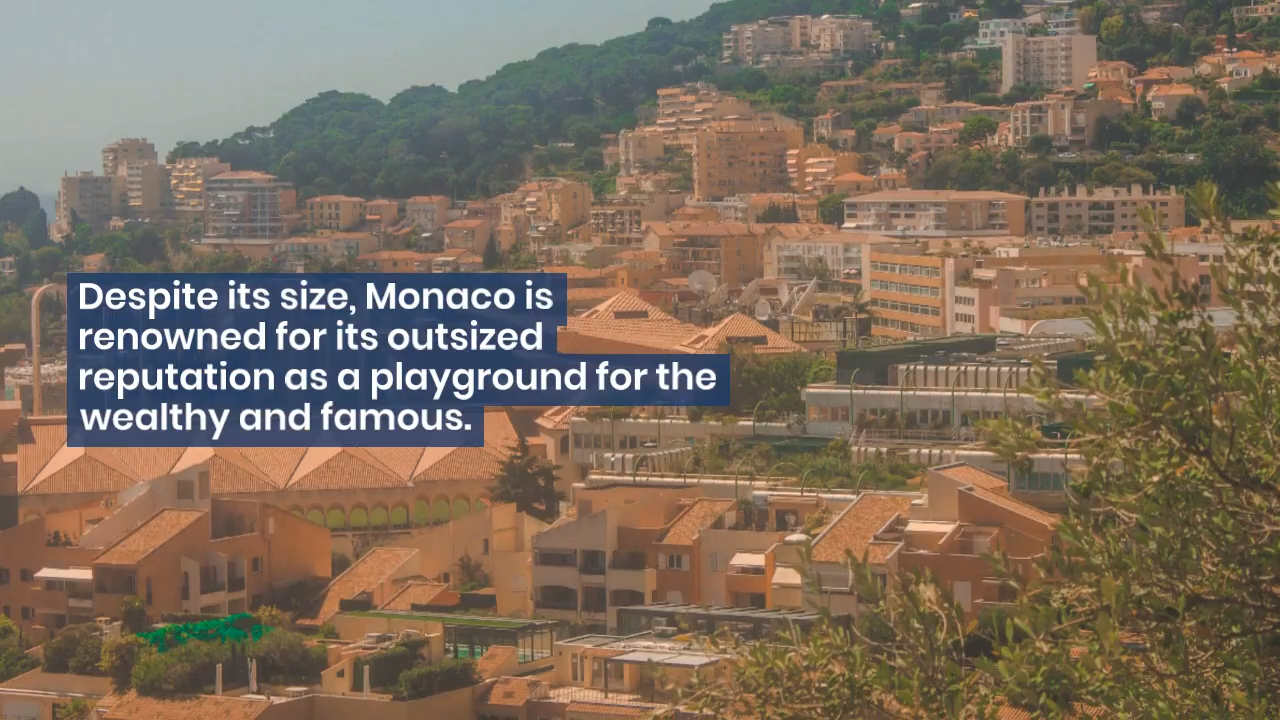 Despite its size, Monaco is
renowned for its outsized
reputation as a playground for the
wealthy and famous.